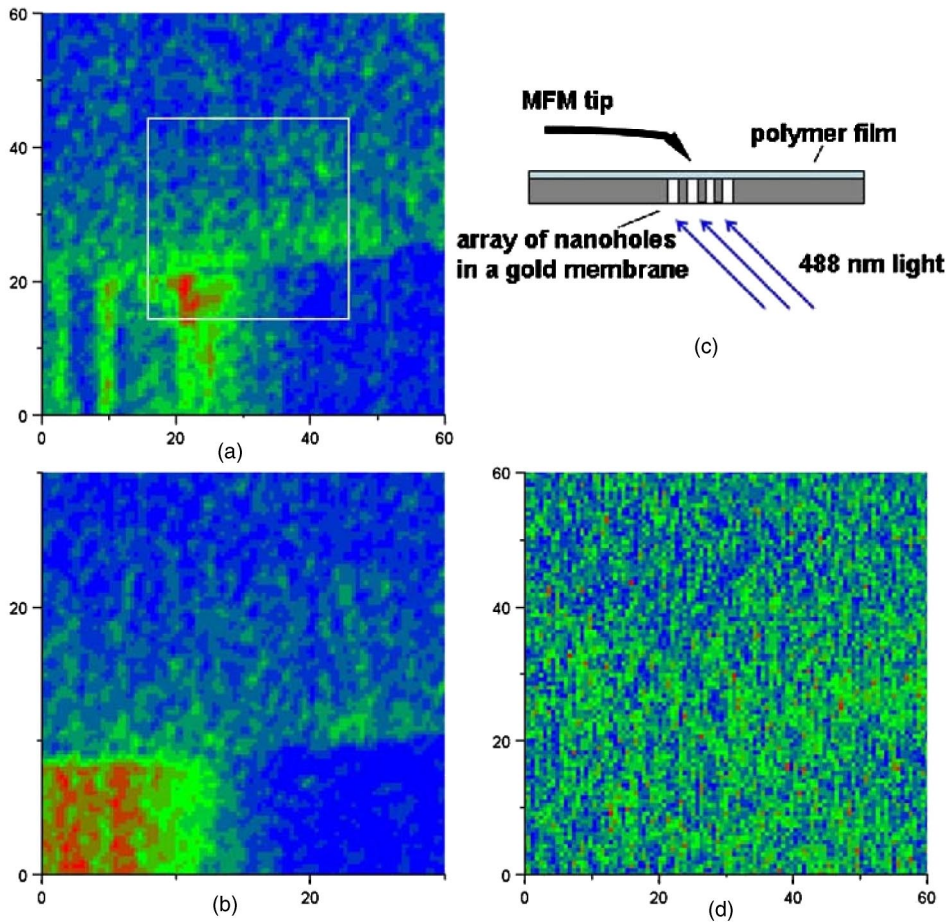 60
40
20
0
0 20 40 60
(a)
MFM tip
polymer film
array of nanoholes
in a gold membrane
488 nm light
(c)
20
0
0 20
(b)
60
40
20
0
0 20 40 60
(d)